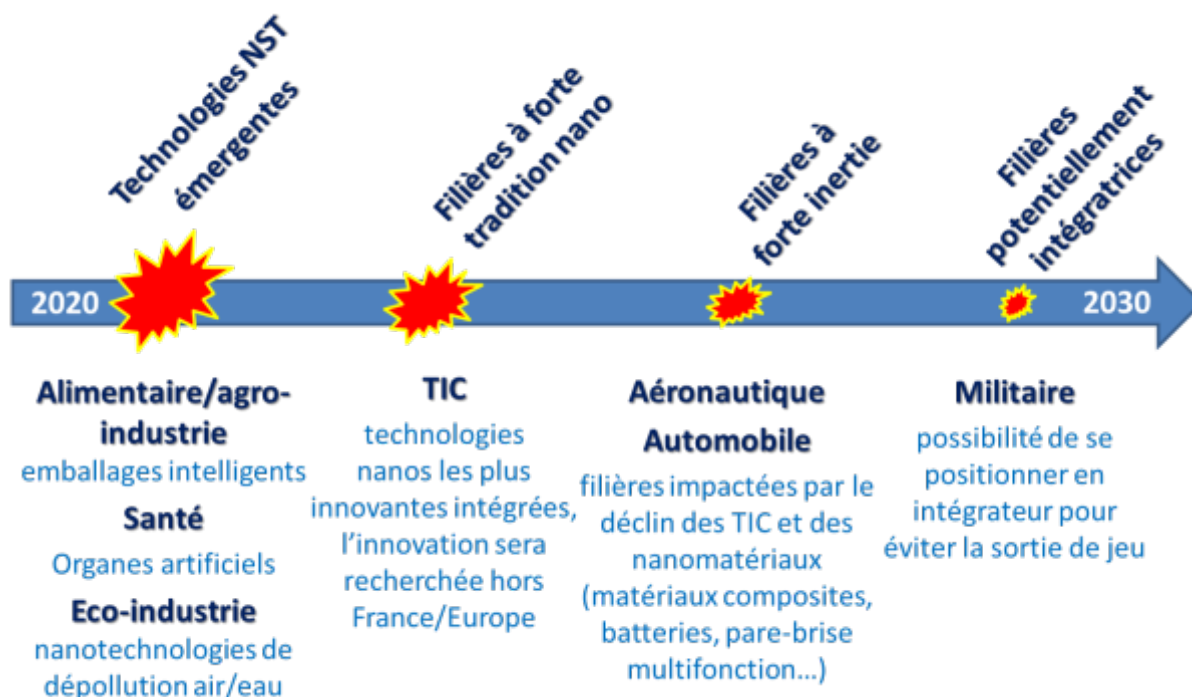 Technologies NST
émergentes
Filières à forte
tradition nano
Filières à
forte inertie
Filières
potentiellement
intégratrices
2020
2030
Alimentaire/agro-
industrie
emballages intelligents
Santé
Organes artificiels
Eco-industrie
nanotechnologies de
dépollution air/eau
TIC
technologies
nanos les plus
innovantes intégrées,
l'innovation sera
recherchée hors
France/Europe
Aéronautique
Automobile
filières impactées par le
déclin des TIC et des
nanomatériaux
(matériaux composites,
batteries, pare-brise
multifonction...)
Militaire
possibilité de se
positionner en
intégrateur pour
éviter la sortie de jeu